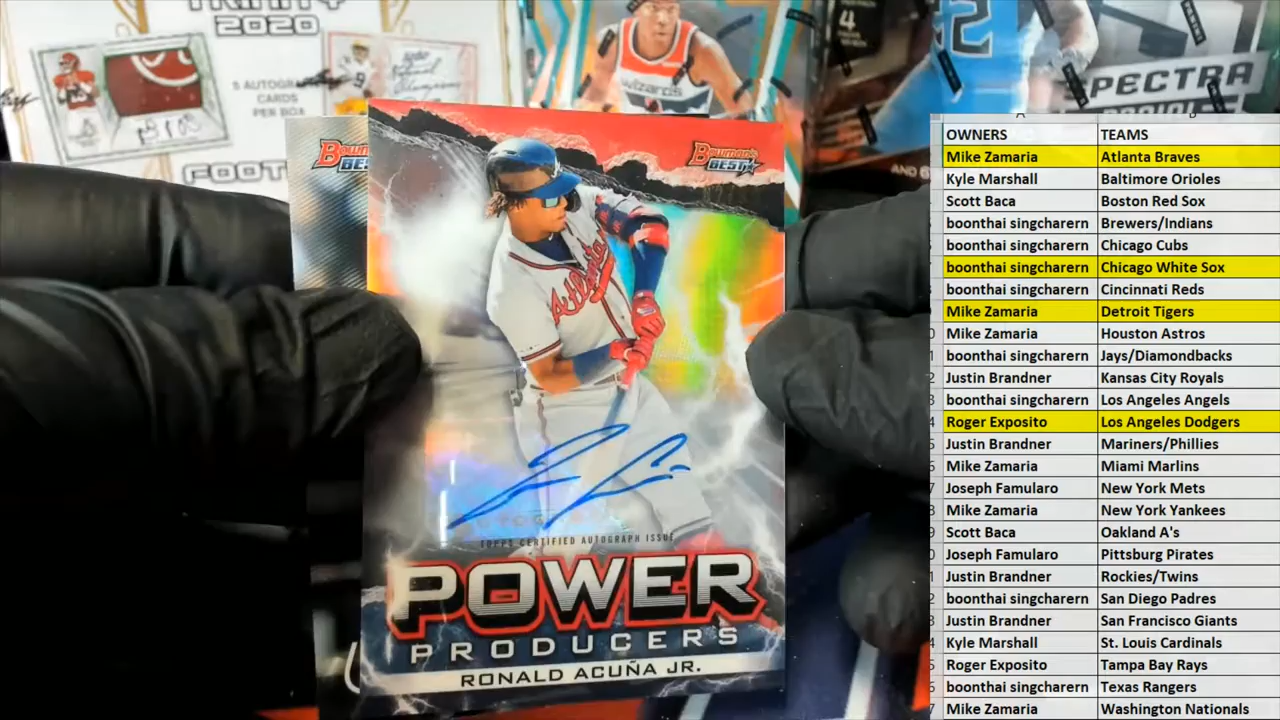 TRINITY
2020
5 AUTOGRAPH
CARDS
PER BOX
FOOT
WIZARDS
4
22
SPECTRA
AND 6
BOWMAN'S
BEST
BOWMAN'S
BEST
Atlanta
TOPPS CERTIFIED AUTOGRAPH ISSUE
POWER
PRODUCERS
RONALD ACUÑA JR.
OWNERS TEAMS
Mike Zamaria Atlanta Braves
Kyle Marshall Baltimore Orioles
Scott Baca Boston Red Sox
boonthai singcharern Brewers/Indians
boonthai singcharern Chicago Cubs
boonthai singcharern Chicago White Sox
boonthai singcharern Cincinnati Reds
Mike Zamaria Detroit Tigers
Mike Zamaria Houston Astros
boonthai singcharern Jays/Diamondbacks
Justin Brandner Kansas City Royals
boonthai singcharern Los Angeles Angels
Roger Exposito Los Angeles Dodgers
Justin Brandner Mariners/Phillies
Mike Zamaria Miami Marlins
Joseph Famularo New York Mets
Mike Zamaria New York Yankees
Scott Baca Oakland A's
Joseph Famularo Pittsburg Pirates
Justin Brandner Rockies/Twins
boonthai singcharern San Diego Padres
Justin Brandner San Francisco Giants
Kyle Marshall St. Louis Cardinals
Roger Exposito Tampa Bay Rays
boonthai singcharern Texas Rangers
Mike Zamaria Washington Nationals